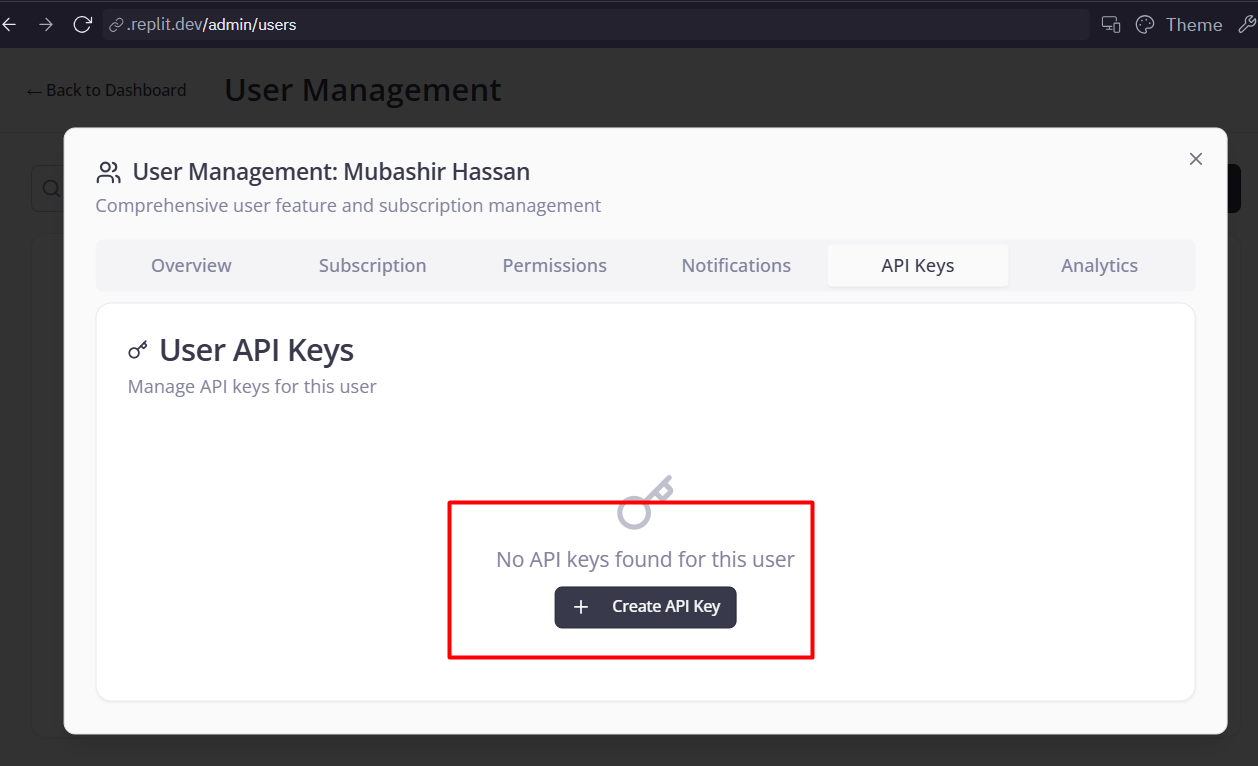 .replit.dev/admin/users
Theme
← Back to Dashboard
User Management
User Management: Mubashir Hassan
Comprehensive user feature and subscription management
Overview
Subscription
Permissions
Notifications
API Keys
Analytics
User API Keys
Manage API keys for this user
No API keys found for this user
+ Create API Key